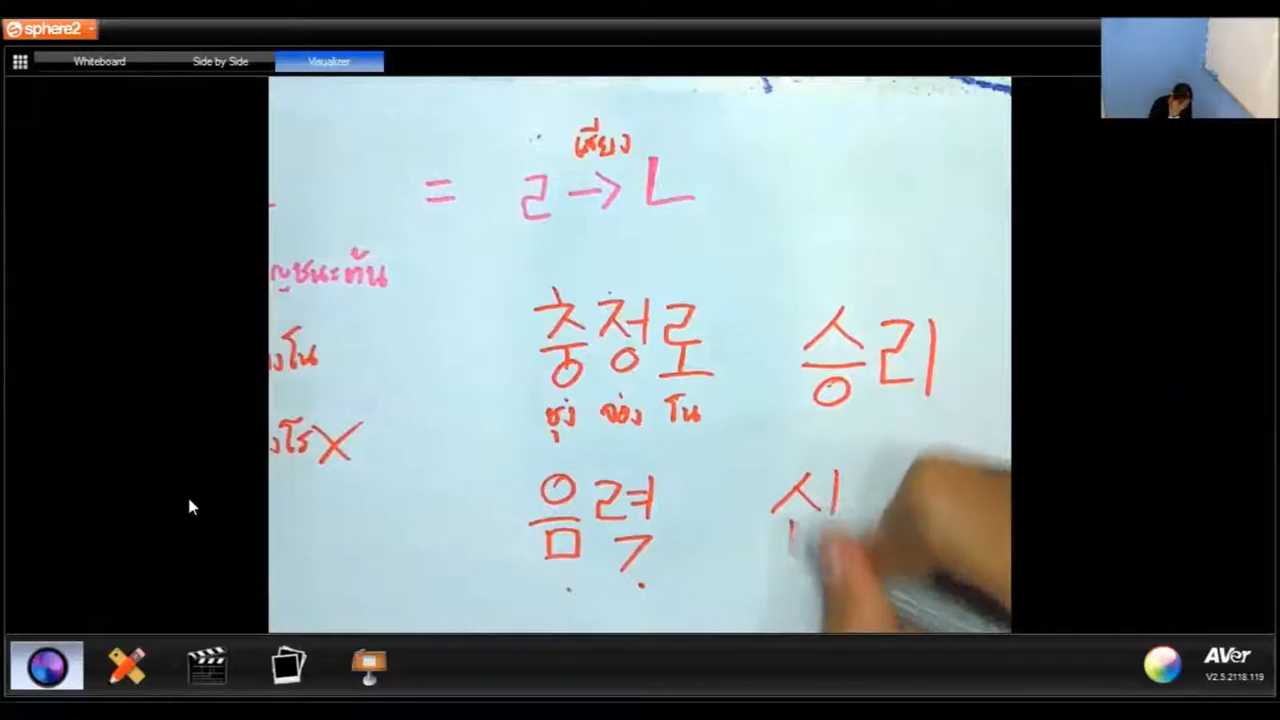 sphere2
Whiteboard Side by Side Visualizer
เสียง
= ㄹ → ㄴ
ญชนะต้น
충정로 승리
งโน
ชุง จอง โน
งโร X
음력
AVer
V2.5.2118.119